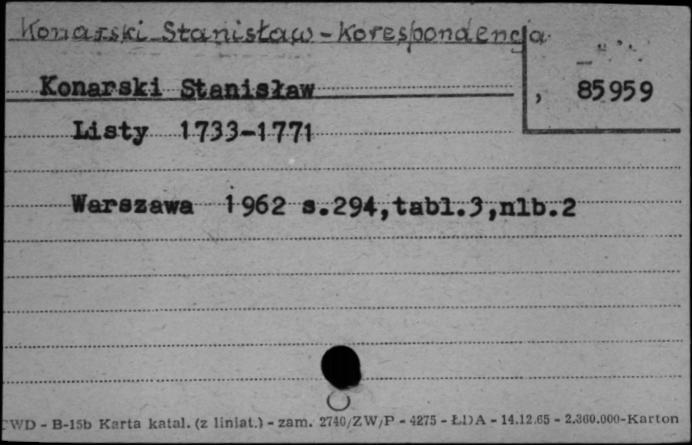 Konarski Stanisław - Korespondencja
Konarski Stanisław
, 85959
Listy 1733-1771
Warszawa 1962 s.294,tabl.3,nlb.2
CWD - B-15b Karta katal. (z liniat.) - zam. 2740/ZW/P - 4275 - ŁDA - 14.12.65 - 2.360.000-Karton